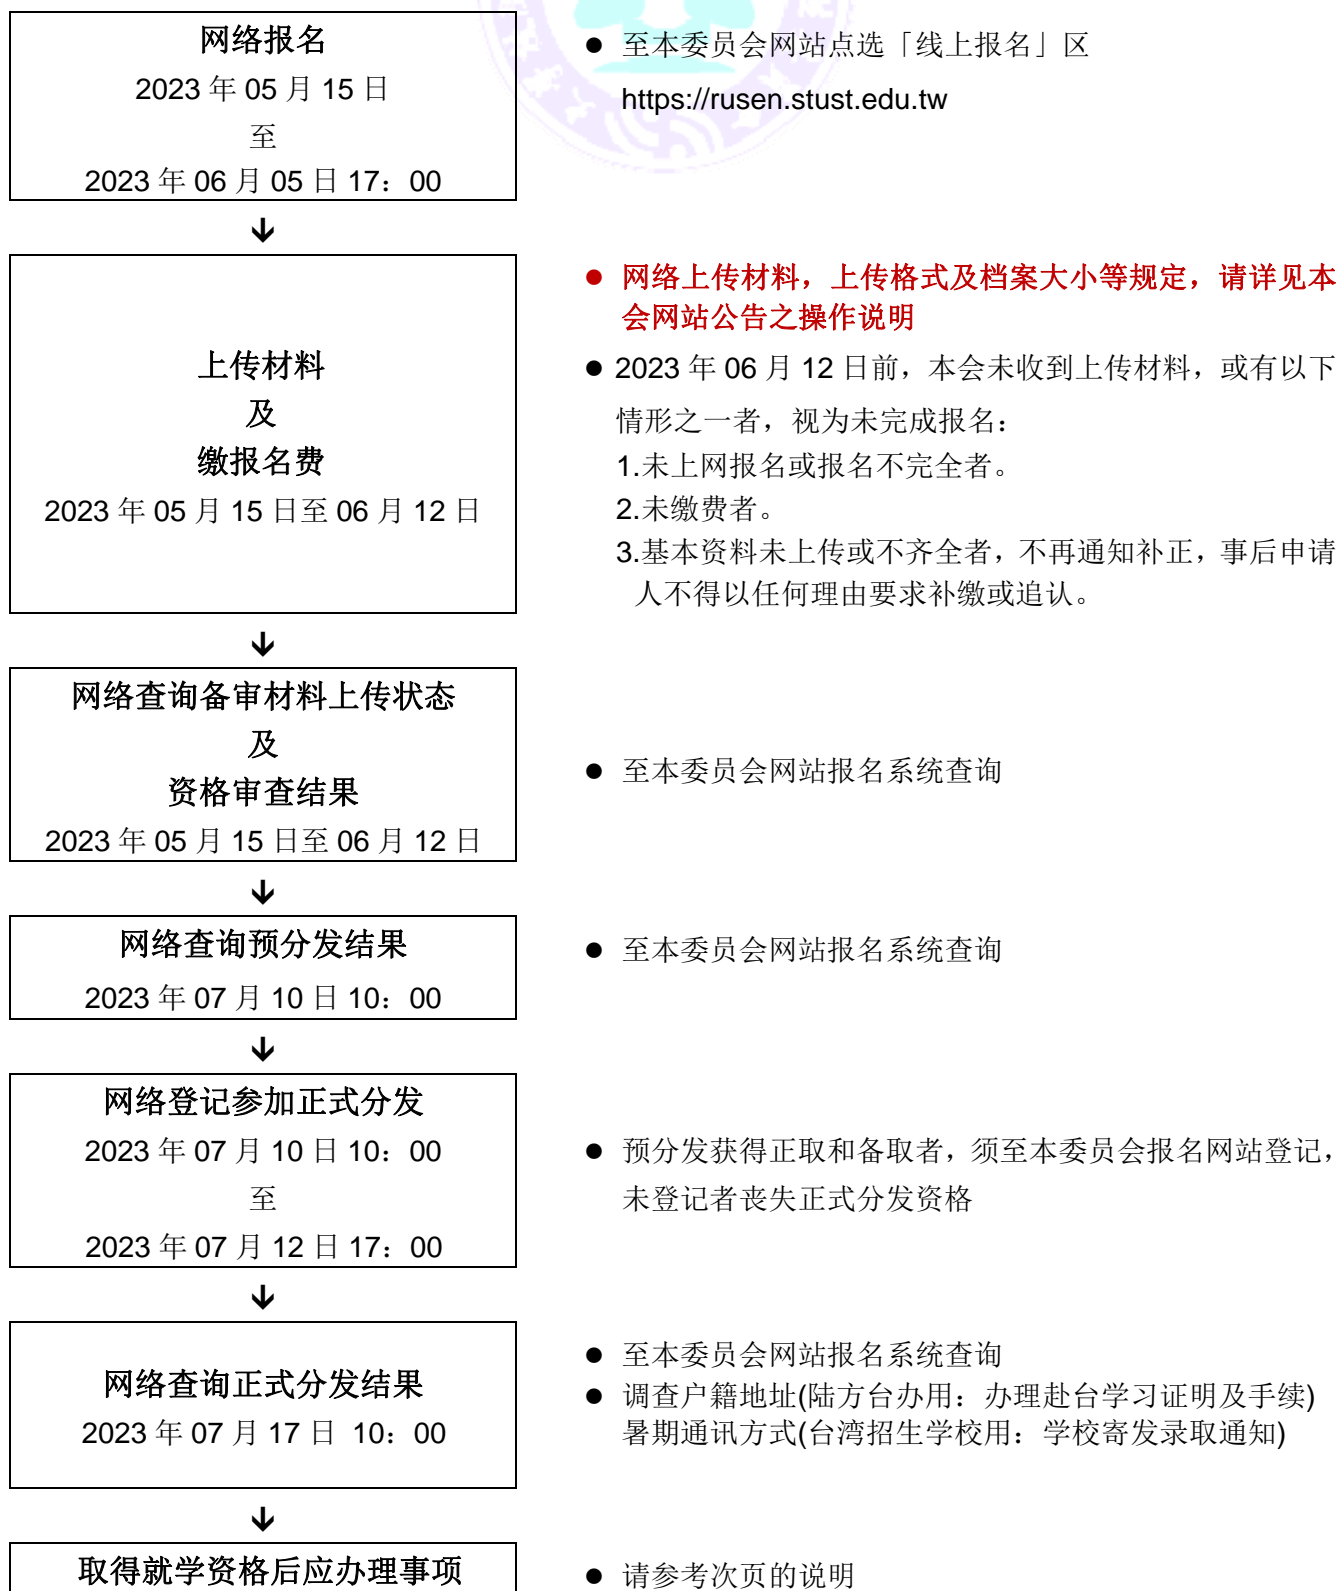 网络报名
2023 年 05 月 15 日
至
2023 年 06 月 05 日 17：00
● 至本委员会网站点选「线上报名」区
https://rusen.stust.edu.tw
↓
上传材料
及
缴报名费
2023 年 05 月 15 日至 06 月 12 日
● 网络上传材料，上传格式及档案大小等规定，请详见本
会网站公告之操作说明
● 2023 年 06 月 12 日前，本会未收到上传材料，或有以下
情形之一者，视为未完成报名：
1.未上网报名或报名不完全者。
2.未缴费者。
3.基本资料未上传或不齐全者，不再通知补正，事后申请
人不得以任何理由要求补缴或追认。
↓
网络查询备审材料上传状态
及
资格审查结果
2023 年 05 月 15 日至 06 月 12 日
● 至本委员会网站报名系统查询
↓
网络查询预分发结果
2023 年 07 月 10 日 10：00
● 至本委员会网站报名系统查询
↓
网络登记参加正式分发
2023 年 07 月 10 日 10：00
至
2023 年 07 月 12 日 17：00
● 预分发获得正取和备取者，须至本委员会报名网站登记，
未登记者丧失正式分发资格
↓
网络查询正式分发结果
2023 年 07 月 17 日 10：00
● 至本委员会网站报名系统查询
● 调查户籍地址(陆方台办用：办理赴台学习证明及手续)
暑期通讯方式(台湾招生学校用：学校寄发录取通知)
↓
取得就学资格后应办理事项
● 请参考次页的说明